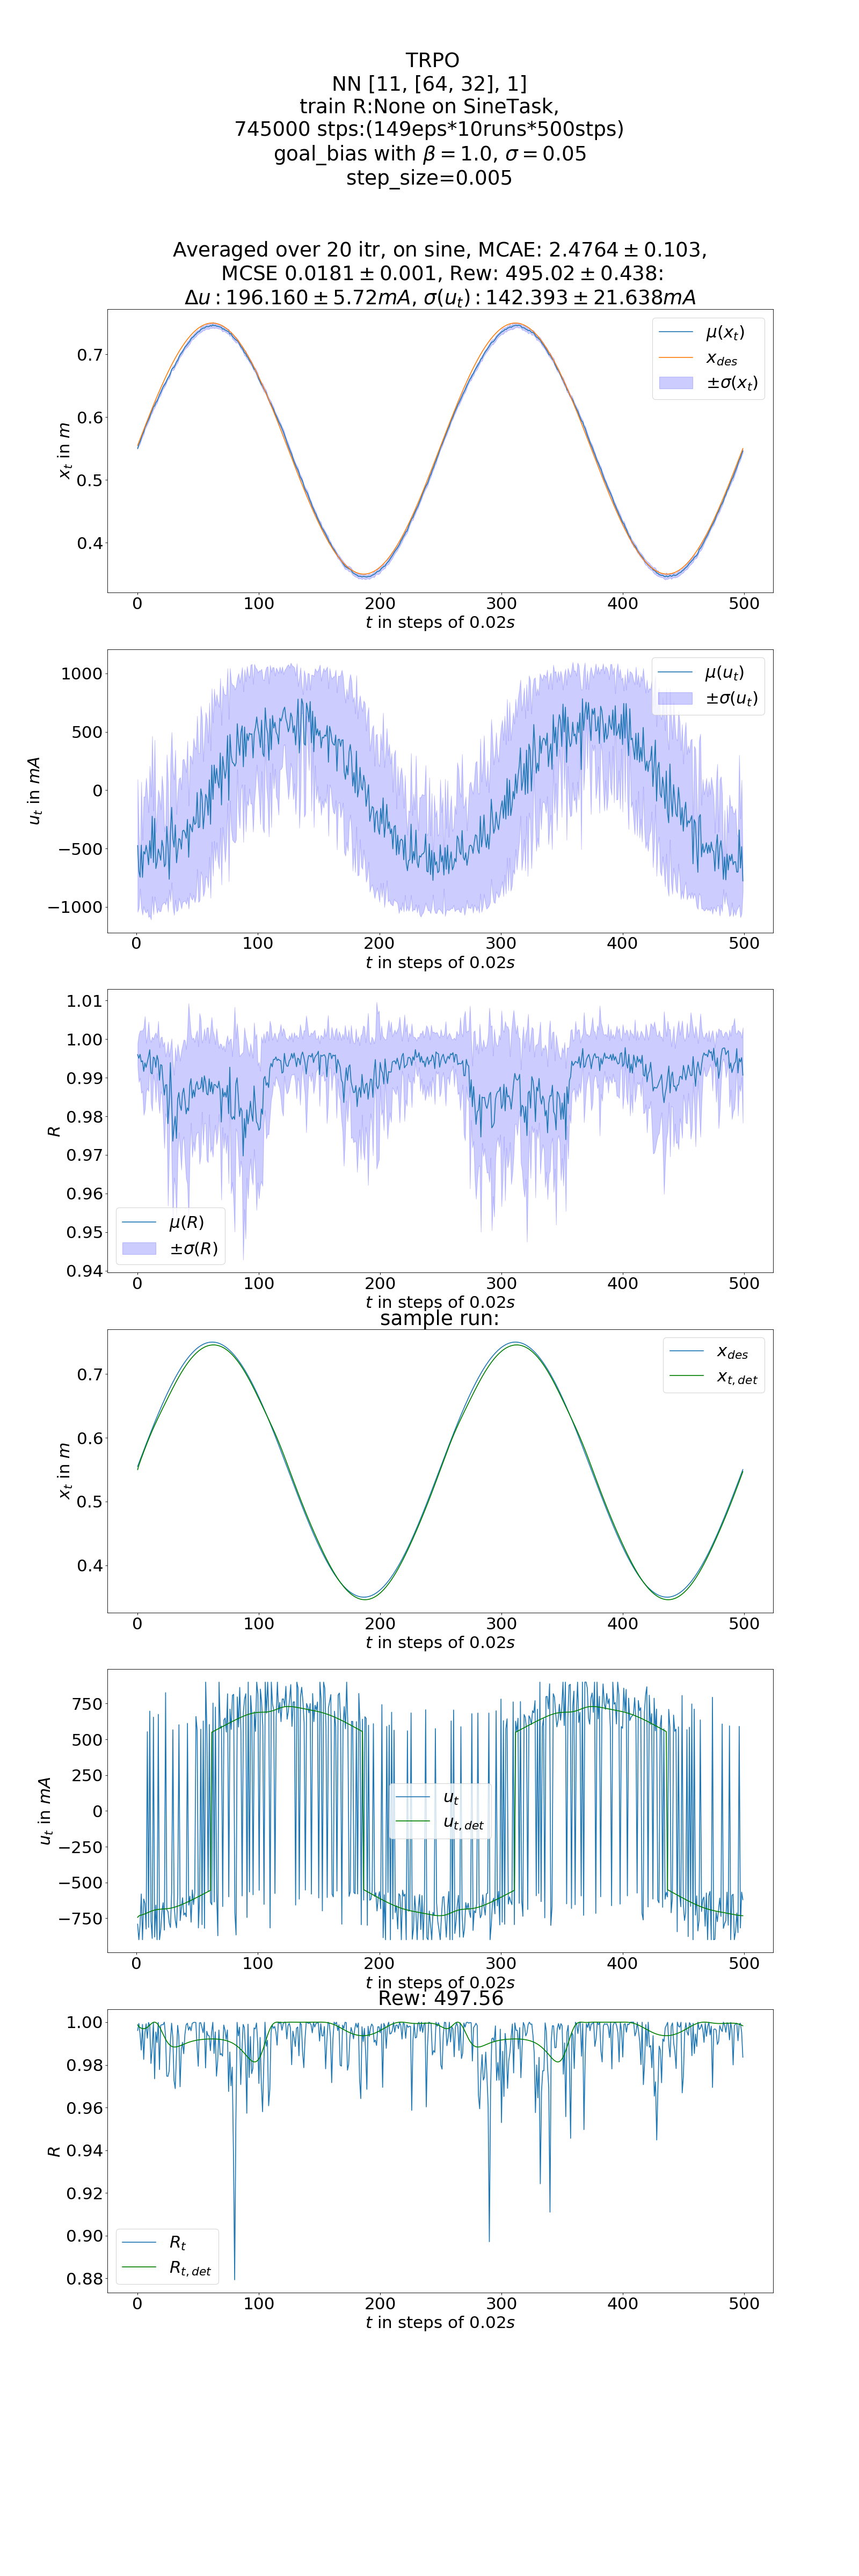 TRPO
NN [11, [64, 32], 1]
train R:None on SineTask,
745000 stps:(149eps*10runs*500stps)
goal_bias with β = 1.0, σ = 0.05
step_size=0.005
Averaged over 20 itr, on sine, MCAE: 2.4764 ± 0.103,
MCSE 0.0181 ± 0.001, Rew: 495.02 ± 0.438:
Δu : 196.160 ± 5.72mA, σ(u_t) : 142.393 ± 21.638mA
μ(x_t)
x_des
±σ(x_t)
x_t in m
0.7
0.6
0.5
0.4
0 100 200 300 400 500
t in steps of 0.02s
μ(u_t)
±σ(u_t)
u_t in mA
1000
500
0
−500
−1000
0 100 200 300 400 500
t in steps of 0.02s
R
1.01
1.00
0.99
0.98
0.97
0.96
0.95
0.94
μ(R)
±σ(R)
0 100 200 300 400 500
t in steps of 0.02s
sample run:
x_des
x_t,det
x_t in m
0.7
0.6
0.5
0.4
0 100 200 300 400 500
t in steps of 0.02s
u_t in mA
750
500
250
0
−250
−500
−750
u_t
u_t,det
0 100 200 300 400 500
t in steps of 0.02s
Rew: 497.56
R
1.00
0.98
0.96
0.94
0.92
0.90
0.88
R_t
R_t,det
0 100 200 300 400 500
t in steps of 0.02s